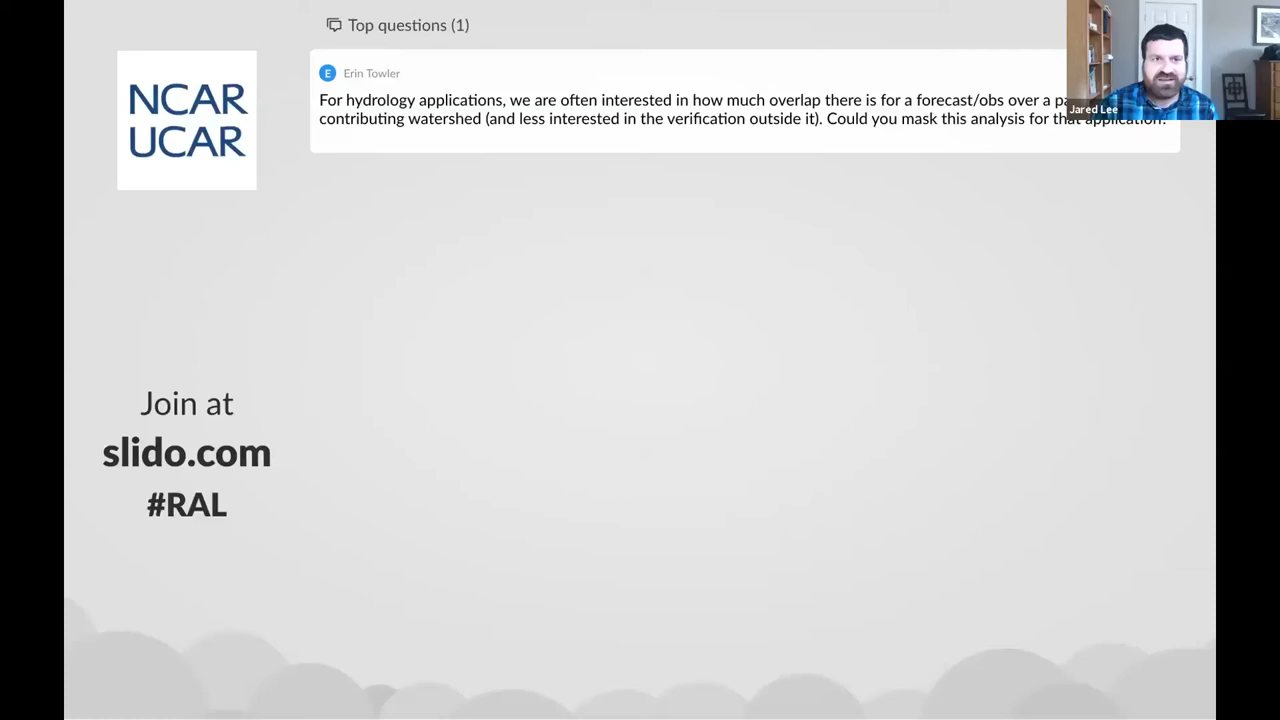 Top questions (1)
NCAR
UCAR
E
Erin Towler
For hydrology applications, we are often interested in how much overlap there is for a forecast/obs over a
contributing watershed (and less interested in the verification outside it). Could you mask this analysis for that application?
Jared Lee
Join at
slido.com
#RAL